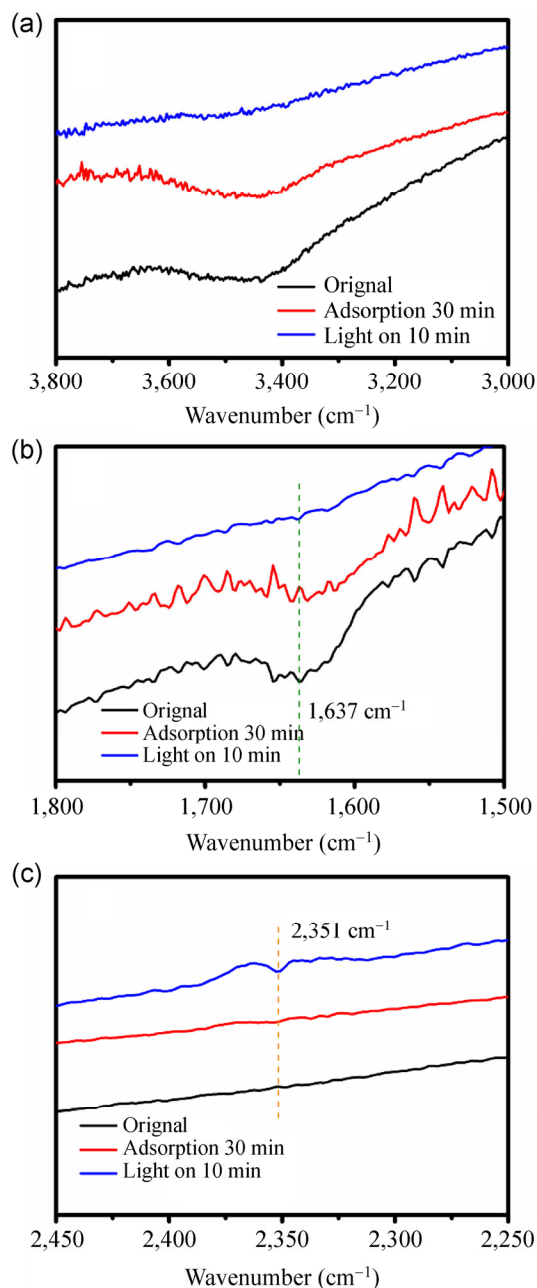 (a)
Orignal
Adsorption 30 min
Light on 10 min
3,800 3,600 3,400 3,200 3,000
Wavenumber (cm⁻¹)
(b)
1,637 cm⁻¹
Orignal
Adsorption 30 min
Light on 10 min
1,800 1,700 1,600 1,500
Wavenumber (cm⁻¹)
(c)
2,351 cm⁻¹
Orignal
Adsorption 30 min
Light on 10 min
2,450 2,400 2,350 2,300 2,250
Wavenumber (cm⁻¹)